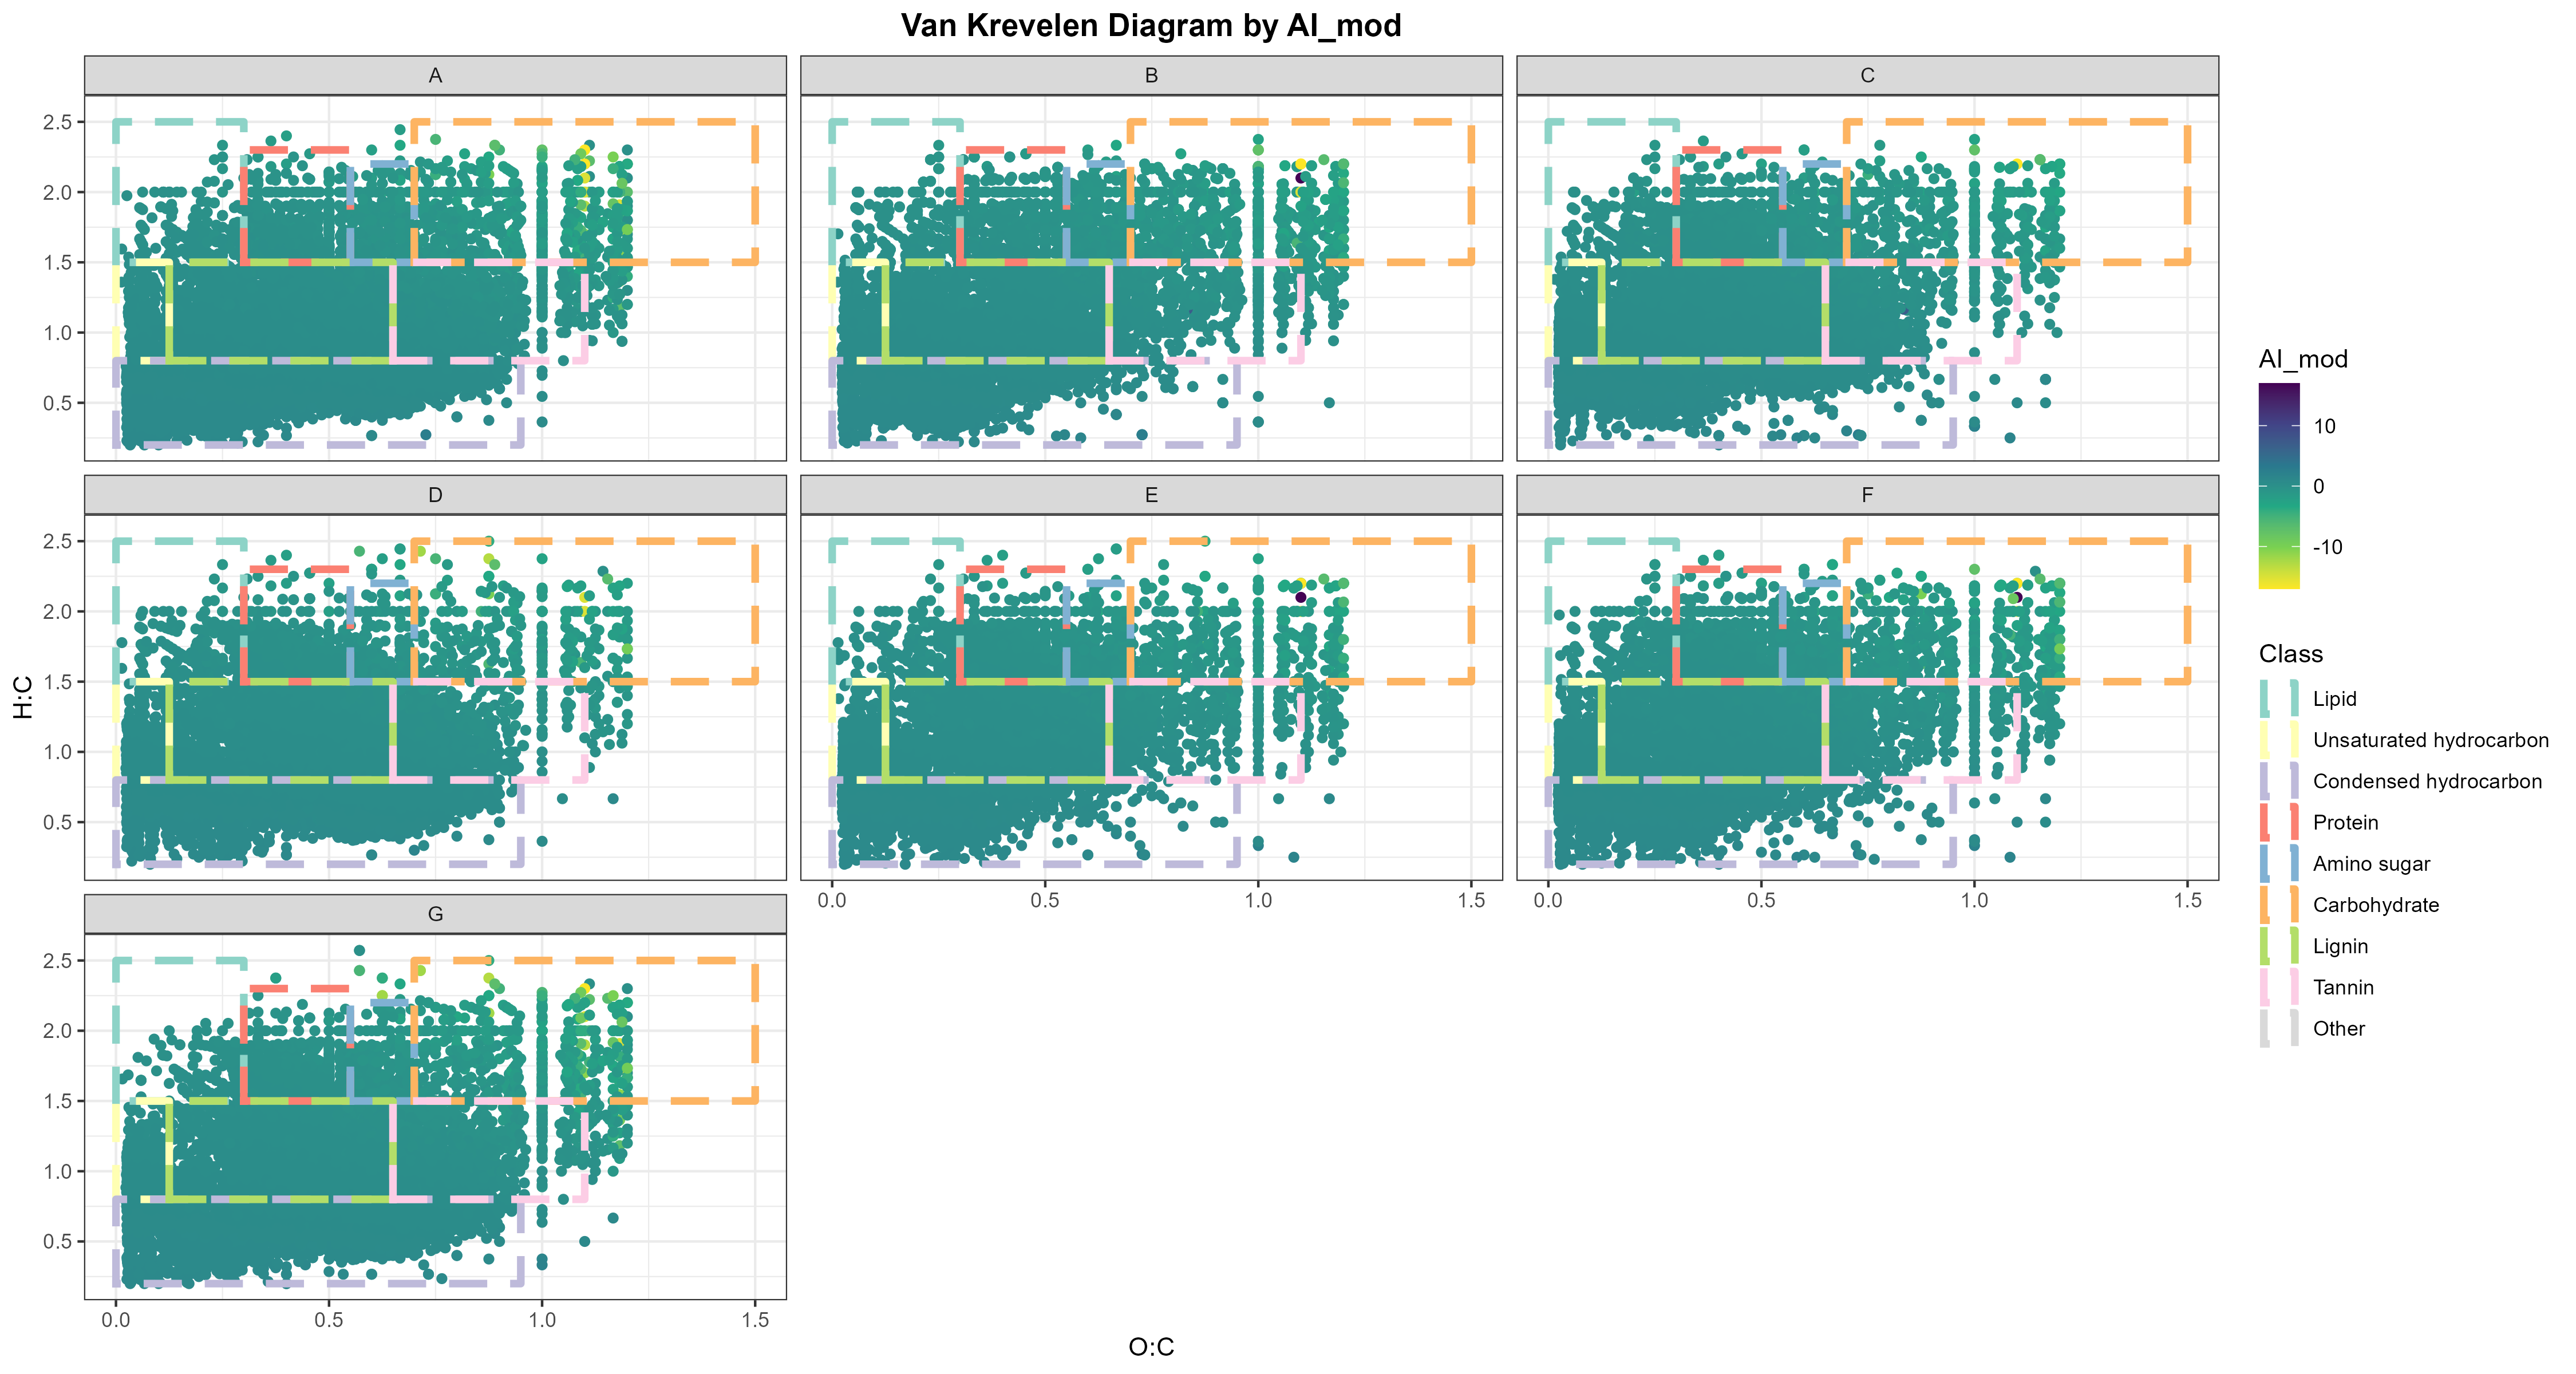 Van Krevelen Diagram by AI_mod
A
B
C
2.5
2.0
1.5
1.0
0.5
D
E
F
2.5
2.0
1.5
1.0
0.5
0.0 0.5 1.0 1.5
0.0 0.5 1.0 1.5
G
2.5
2.0
1.5
1.0
0.5
0.0 0.5 1.0 1.5
H:C
O:C
AI_mod
10
0
-10
Class
Lipid
Unsaturated hydrocarbon
Condensed hydrocarbon
Protein
Amino sugar
Carbohydrate
Lignin
Tannin
Other